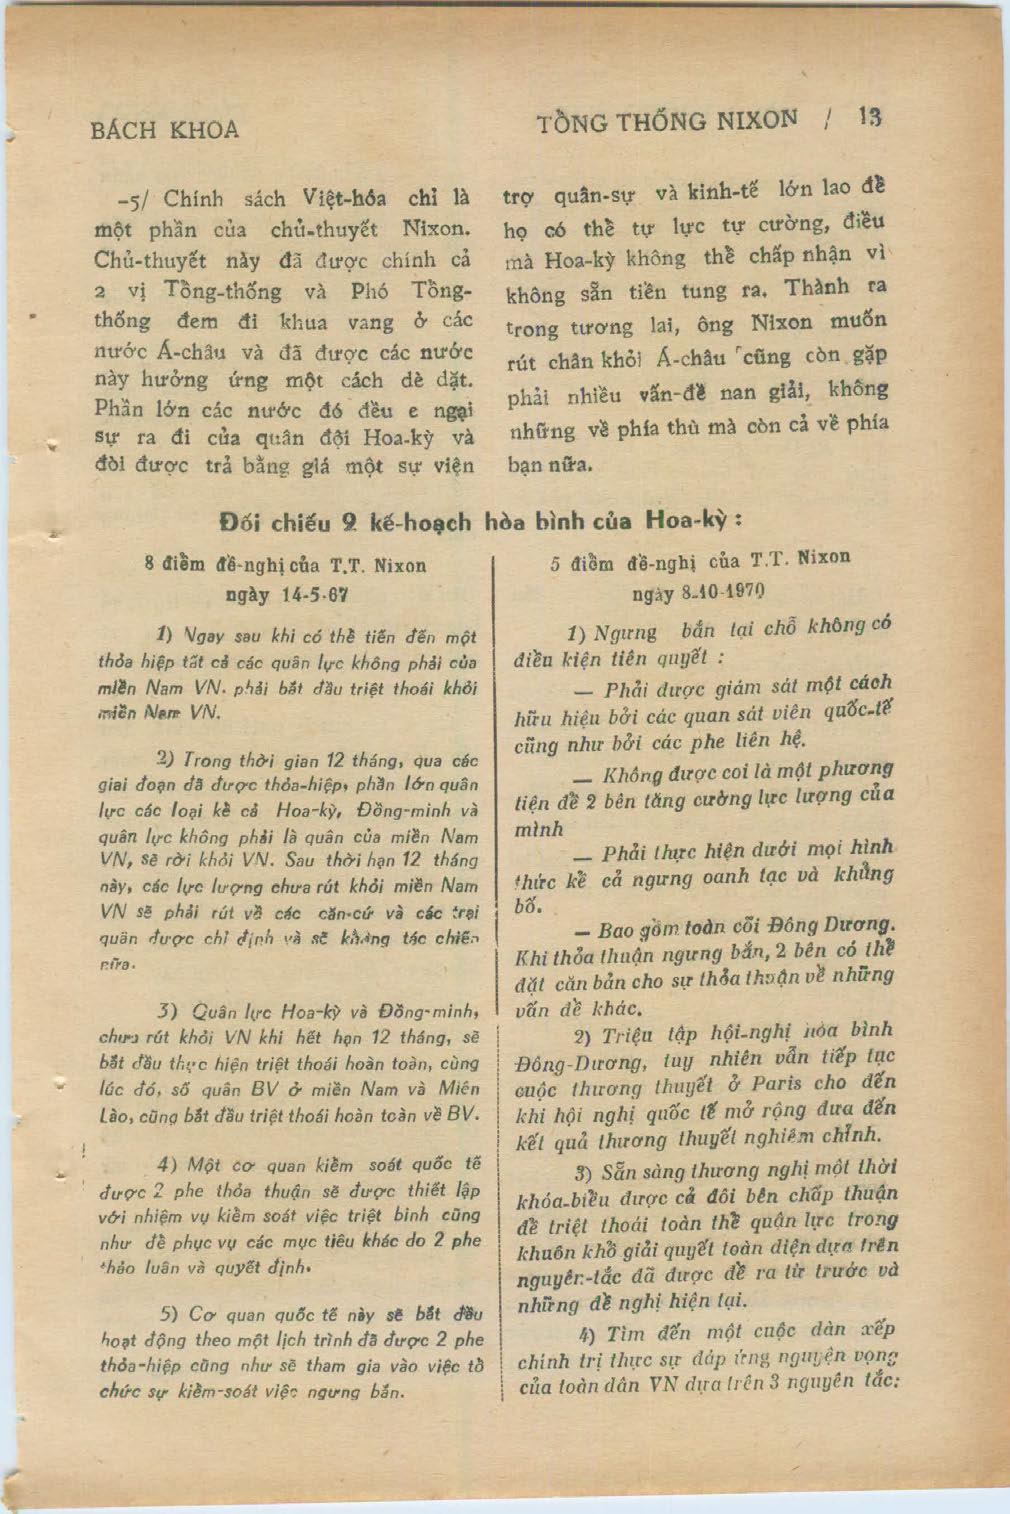 BÁCH KHOA
TỔNG THỐNG NIXON / 13
-5/ Chính sách Việt-hóa chỉ là
một phần của chủ-thuyết Nixon.
Chủ-thuyết này đã được chính cả
2 vị Tổng-thống và Phó Tổng-
thống đem đi khua vang ở các
nước Á-châu và đã được các nước
này hưởng ứng một cách dè dặt.
Phần lớn các nước đó đều e ngại
sự ra đi của quân đội Hoa-kỳ và
đòi được trả bằng giá một sự viện
trợ quân-sự và kinh-tế lớn lao để
họ có thể tự lực tự cường, điều
mà Hoa-kỳ không thể chấp nhận vì
không sẵn tiền tung ra. Thành ra
trong tương lai, ông Nixon muốn
rút chân khỏi Á-châu cũng còn gặp
phải nhiều vấn-đề nan giải, không
những về phía thù mà còn cả về phía
bạn nữa.
Đối chiếu 2 kế-hoạch hòa bình của Hoa-kỳ :
8 điểm đề-nghị của T.T. Nixon
ngày 14-5-67
1) Ngay sau khi có thể tiến đến một
thỏa hiệp tất cả các quân lực không phải của
miền Nam VN. phải bắt đầu triệt thoái khỏi
miền Nam VN.
2) Trong thời gian 12 tháng, qua các
giai đoạn đã được thỏa-hiệp, phần lớn quân
lực các loại kể cả Hoa-kỳ, Đồng-minh và
quân lực không phải là quân của miền Nam
VN, sẽ rời khỏi VN. Sau thời hạn 12 tháng
này, các lực lượng chưa rút khỏi miền Nam
VN sẽ phải rút về các căn-cứ và các trại
quân được chỉ định và sẽ không tác chiến
nữa.
3) Quân lực Hoa-kỳ và Đồng-minh,
chưa rút khỏi VN khi hết hạn 12 tháng, sẽ
bắt đầu thực hiện triệt thoái hoàn toàn, cùng
lúc đó, số quân BV ở miền Nam và Miên
Lào, cũng bắt đầu triệt thoái hoàn toàn về BV.
4) Một cơ quan kiểm soát quốc tế
được 2 phe thỏa thuận sẽ được thiết lập
với nhiệm vụ kiểm soát việc triệt binh cũng
như để phục vụ các mục tiêu khác do 2 phe
thảo luân và quyết định.
5) Cơ quan quốc tế này sẽ bắt đầu
hoạt động theo một lịch trình đã được 2 phe
thỏa-hiệp cũng như sẽ tham gia vào việc tổ
chức sự kiểm-soát việc ngưng bắn.
5 điểm đề-nghị của T.T. Nixon
ngày 8-10-1970
1) Ngưng bắn tại chỗ không có
điều kiện tiên quyết :
— Phải được giám sát một cách
hữu hiệu bởi các quan sát viên quốc-tế
cũng như bởi các phe liên hệ.
— Không được coi là một phương
tiện để 2 bên tăng cường lực lượng của
mình
— Phải thực hiện dưới mọi hình
thức kể cả ngưng oanh tạc và khủng
bố.
— Bao gồm toàn cõi Đông Dương.
Khi thỏa thuận ngưng bắn, 2 bên có thể
đặt căn bản cho sự thỏa thuận về những
vấn đề khác.
2) Triệu tập hội-nghị hòa bình
Đông-Dương, tuy nhiên vẫn tiếp tục
cuộc thương thuyết ở Paris cho đến
khi hội nghị quốc tế mở rộng đưa đến
kết quả thương thuyết nghiêm chỉnh.
3) Sẵn sàng thương nghị một thời
khóa-biểu được cả đôi bên chấp thuận
để triệt thoái toàn thể quận lực trong
khuôn khổ giải quyết toàn diện dựa trên
nguyên-tắc đã được đề ra từ trước và
những đề nghị hiện tại.
4) Tìm đến một cuộc dàn xếp
chính trị thực sự đáp ứng nguyện vọng
của toàn dân VN dựa trên 3 nguyên tắc: